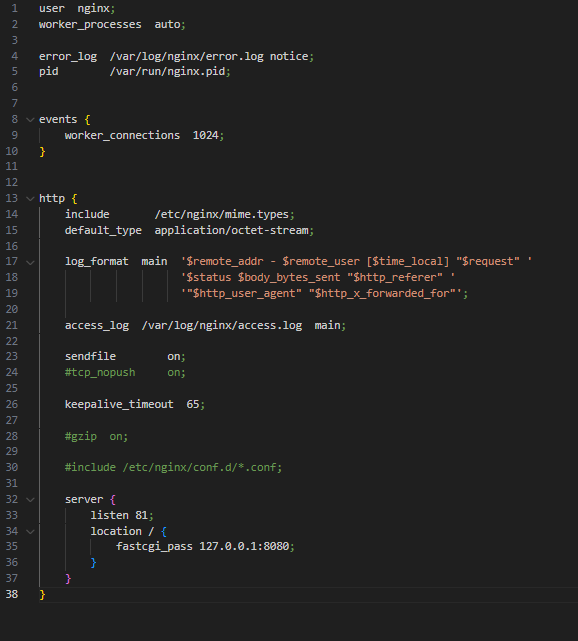 1 user  nginx;
2 worker_processes  auto;
3
4 error_log  /var/log/nginx/error.log notice;
5 pid        /var/run/nginx.pid;
6
7
8 events {
9     worker_connections  1024;
10 }
11
12
13 http {
14     include       /etc/nginx/mime.types;
15     default_type  application/octet-stream;
16
17     log_format  main  '$remote_addr - $remote_user [$time_local] "$request" '
18                       '$status $body_bytes_sent "$http_referer" '
19                       '"$http_user_agent" "$http_x_forwarded_for"';
20
21     access_log  /var/log/nginx/access.log  main;
22
23     sendfile        on;
24     #tcp_nopush     on;
25
26     keepalive_timeout  65;
27
28     #gzip  on;
29
30     #include /etc/nginx/conf.d/*.conf;
31
32     server {
33         listen 81;
34         location / {
35             fastcgi_pass 127.0.0.1:8080;
36         }
37     }
38 }